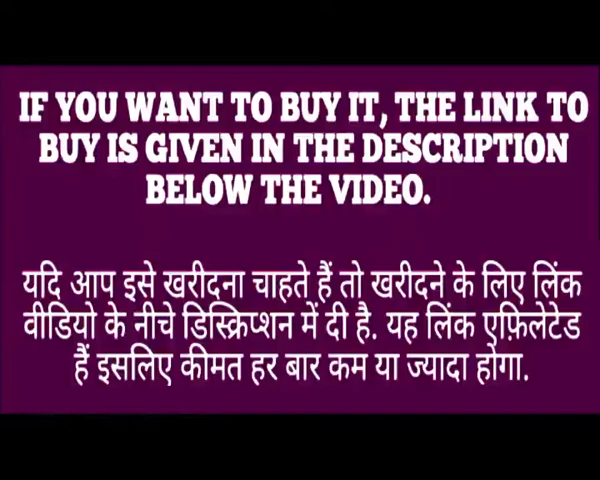 IF YOU WANT TO BUY IT, THE LINK TO
BUY IS GIVEN IN THE DESCRIPTION
BELOW THE VIDEO.
यदि आप इसे खरीदना चाहते हैं तो खरीदने के लिए लिंक
वीडियो के नीचे डिस्क्रिप्शन में दी है. यह लिंक एफ़िलेटेड
हैं इसलिए कीमत हर बार कम या ज्यादा होगा.